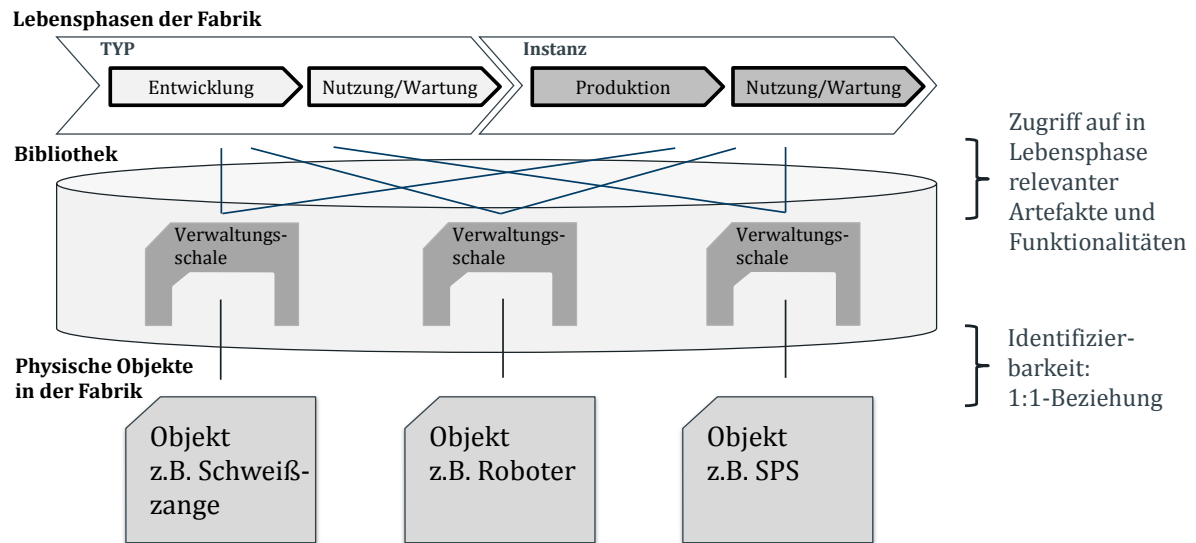 Lebensphasen der Fabrik
TYP
Instanz
Entwicklung
Nutzung/Wartung
Produktion
Nutzung/Wartung
Bibliothek
Zugriff auf in
Lebensphase
relevanter
Artefakte und
Funktionalitäten
Verwaltungs-
schale
Verwaltungs-
schale
Verwaltungs-
schale
Physische Objekte
in der Fabrik
Identifizier-
barkeit:
1:1-Beziehung
Objekt
z.B. Schweiß-
zange
Objekt
z.B. Roboter
Objekt
z.B. SPS